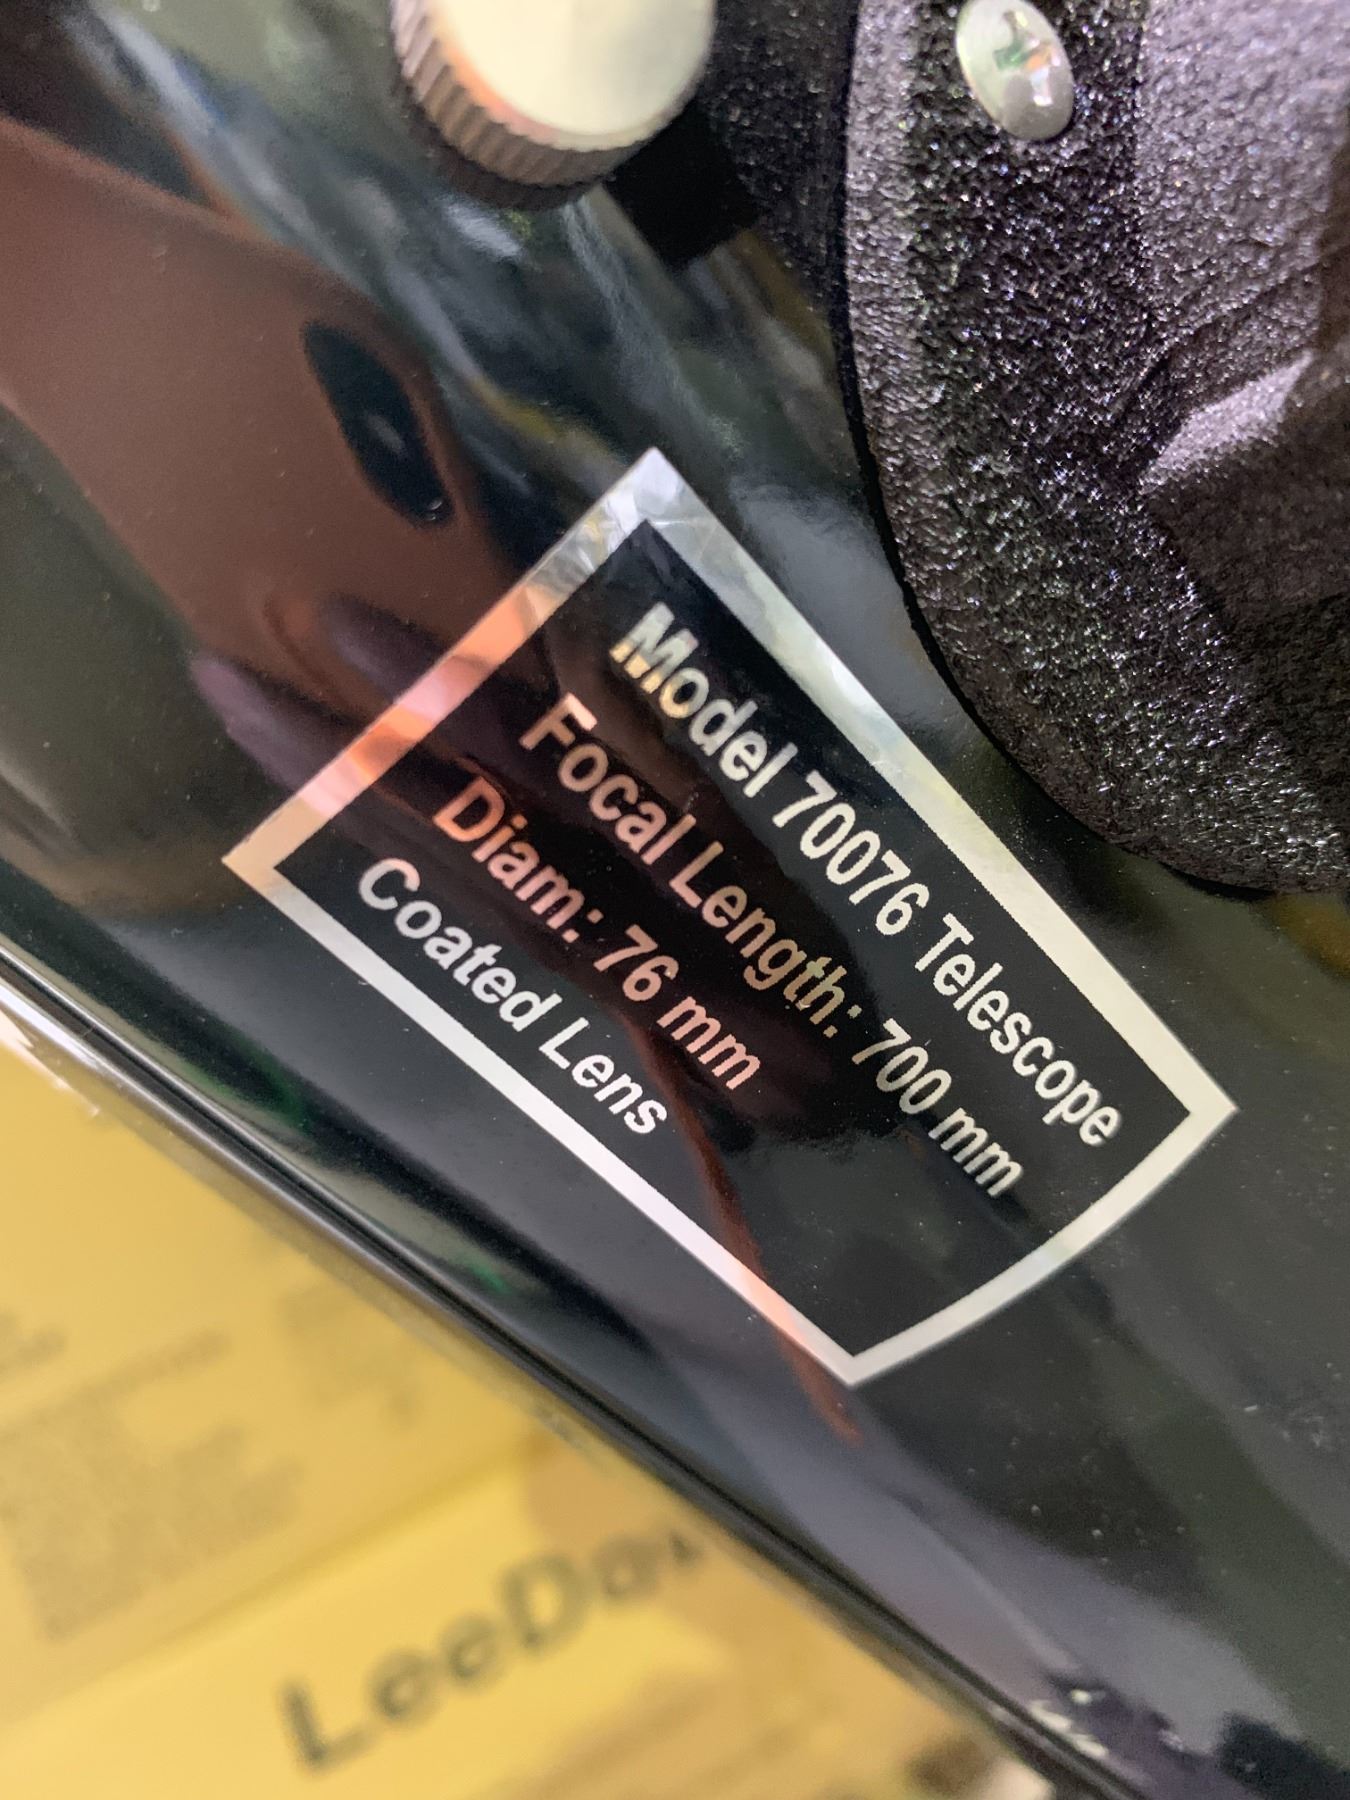 Model 70076 Telescope
Focal Length: 700 mm
Diam: 76 mm
Coated Lens